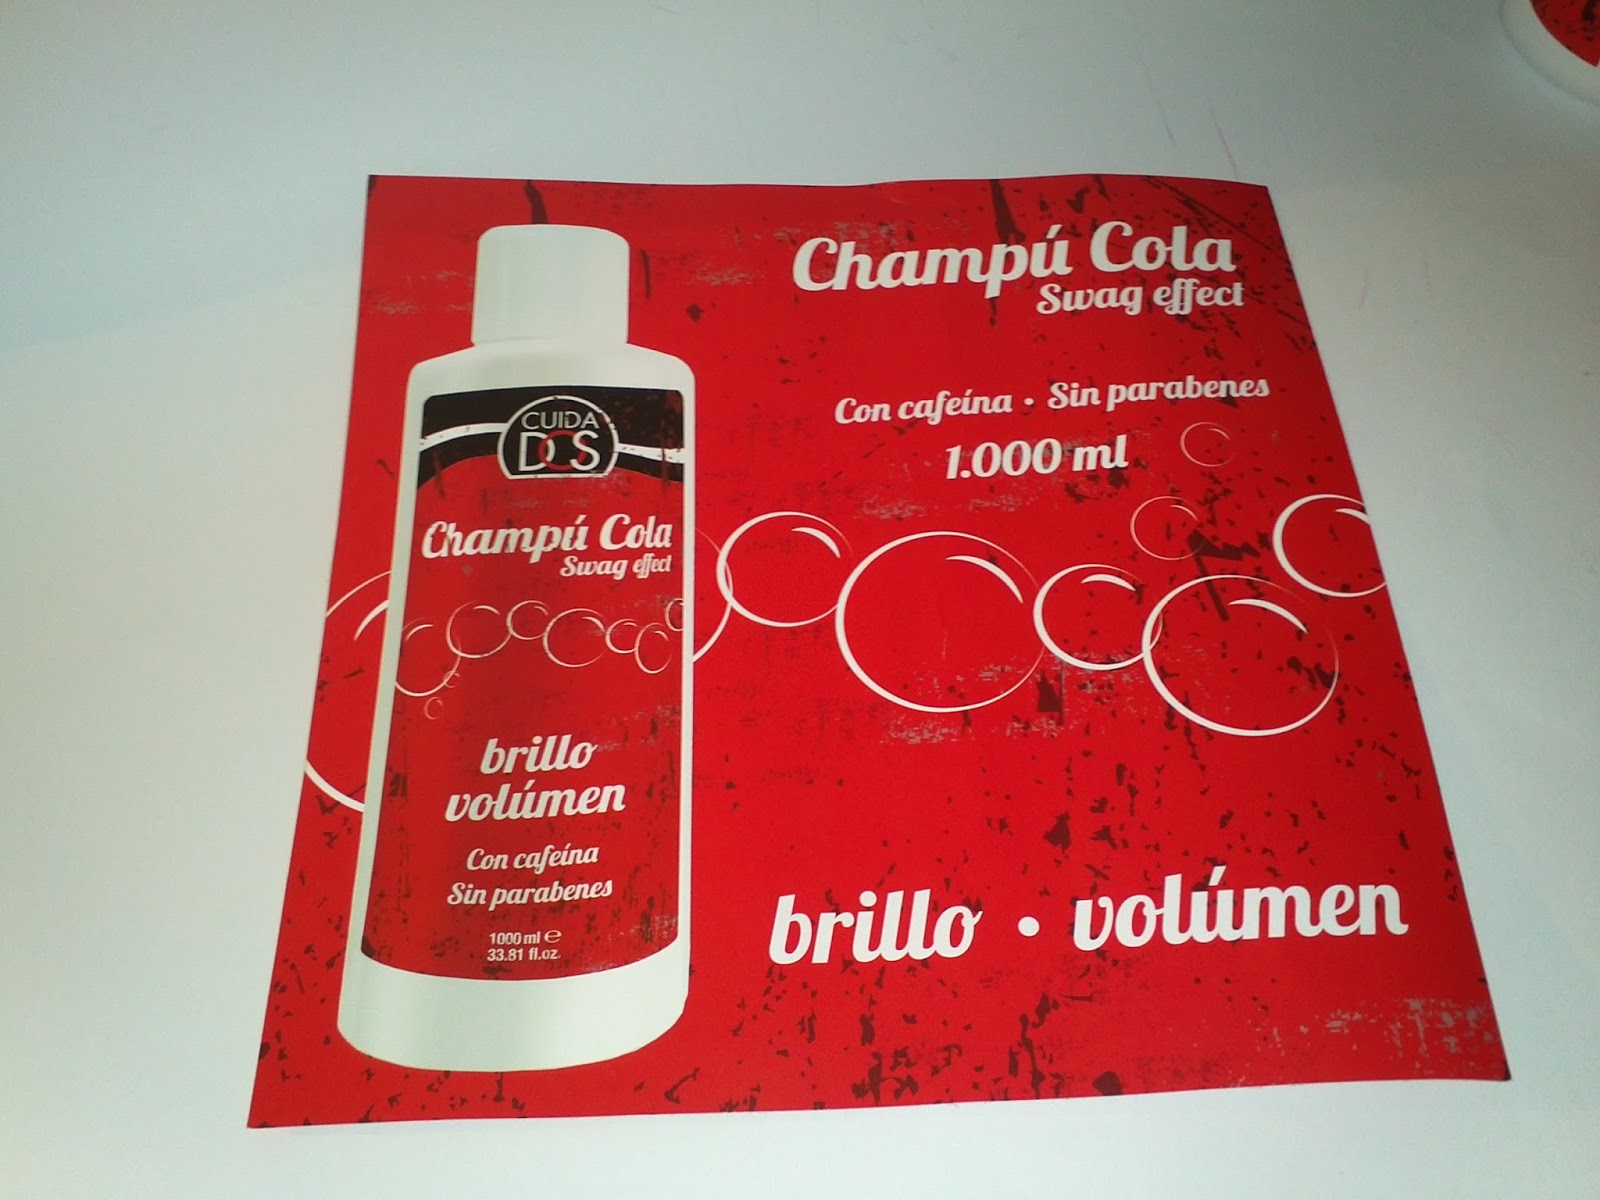 Champú Cola
Swag effect
Con cafeína • Sin parabenes
1.000 ml
CUIDA
DOS
Champú Cola
Swag effect
brillo
volúmen
Con cafeína
Sin parabenes
1000 ml ℮
33.81 fl.oz.
brillo • volúmen